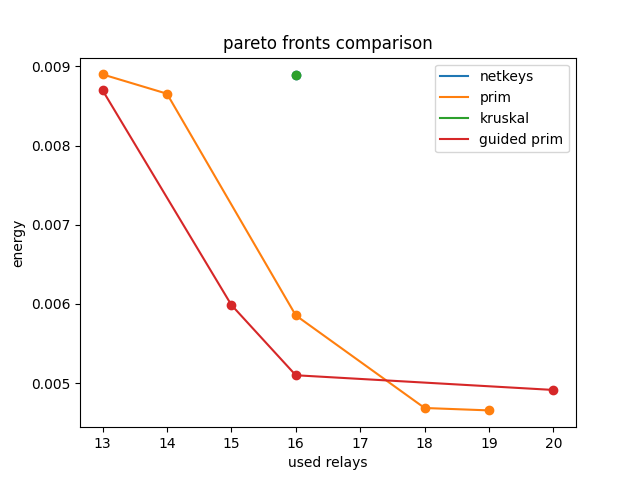 pareto fronts comparison
0.009
0.008
0.007
0.006
0.005
energy
netkeys
prim
kruskal
guided prim
13 14 15 16 17 18 19 20
used relays